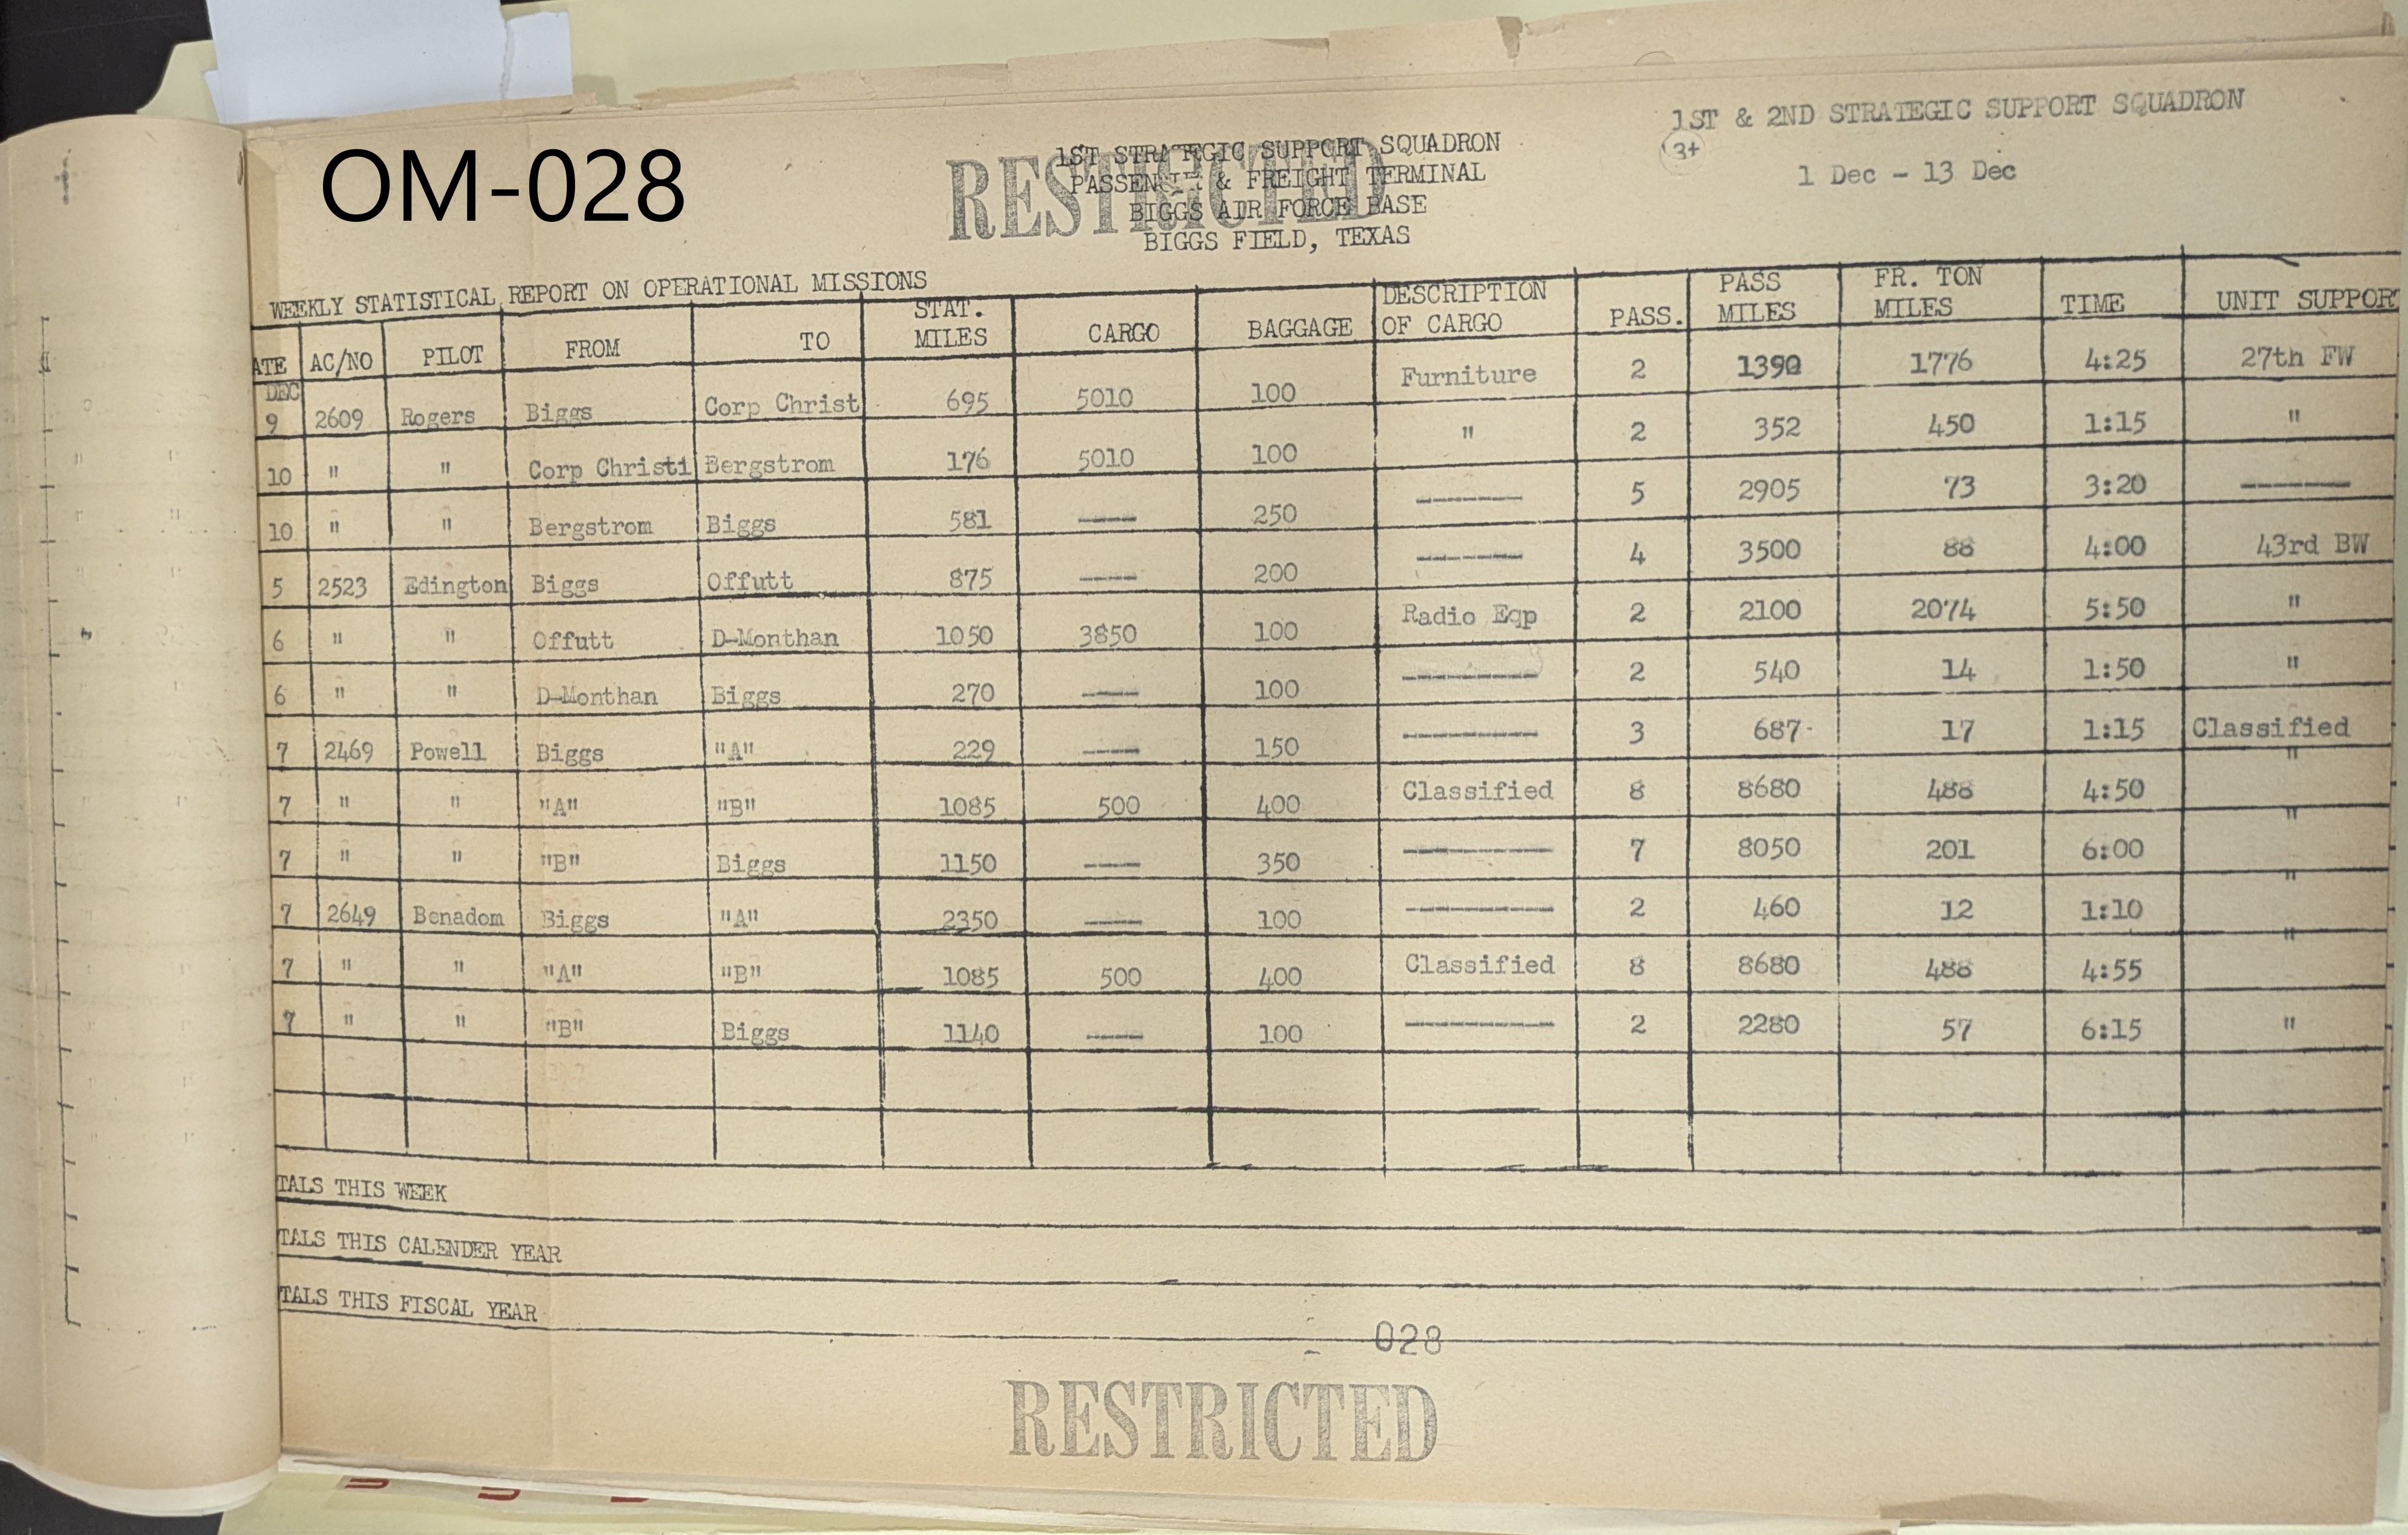 OM-028
1ST & 2ND STRATEGIC SUPPORT SQUADRON
3+
1 Dec - 13 Dec
RESTRICTED
1ST STRATEGIC SUPPORT SQUADRON
PASSENGER & FREIGHT TERMINAL
BIGGS AIR FORCE BASE
BIGGS FIELD, TEXAS
WEEKLY STATISTICAL REPORT ON OPERATIONAL MISSIONS
ATE AC/NO PILOT FROM TO STAT. MILES CARGO BAGGAGE DESCRIPTION OF CARGO PASS. PASS MILES FR. TON MILES TIME UNIT SUPPORT
DEC
9 2609 Rogers Biggs Corp Christ 695 5010 100 Furniture 2 1390 1776 4:25 27th FW
10 " " Corp Christi Bergstrom 176 5010 100 " 2 352 450 1:15 "
10 " " Bergstrom Biggs 581 ---- 250 ------- 5 2905 73 3:20 -------
5 2523 Edington Biggs Offutt 875 ---- 200 ------- 4 3500 88 4:00 43rd BW
6 " " Offutt D-Monthan 1050 3850 100 Radio Eqp 2 2100 2074 5:50 "
6 " " D-Monthan Biggs 270 ---- 100 --------- 2 540 14 1:50 "
7 2469 Powell Biggs "A" 229 ---- 150 --------- 3 687 17 1:15 Classified
7 " " "A" "B" 1085 500 400 Classified 8 8680 488 4:50 "
7 " " "B" Biggs 1150 ---- 350 ---------- 7 8050 201 6:00 "
7 2649 Benadom Biggs "A" 2350 ---- 100 ---------- 2 460 12 1:10 "
7 " " "A" "B" 1085 500 400 Classified 8 8680 488 4:55 "
7 " " "B" Biggs 1140 ---- 100 ---------- 2 2280 57 6:15 "
TALS THIS WEEK
TALS THIS CALENDER YEAR
TALS THIS FISCAL YEAR
028
RESTRICTED